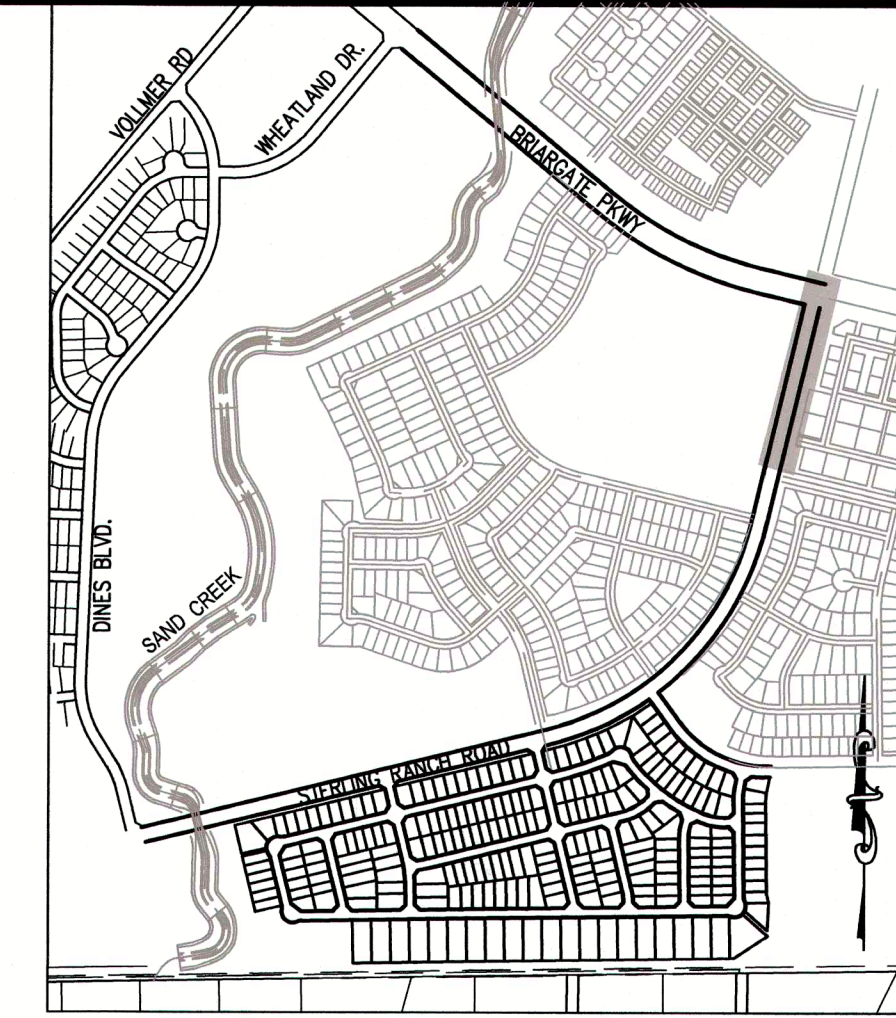 VOLLMER RD
WHEATLAND DR.
BRIARGATE PKWY
DINES BLVD.
SAND CREEK
STERLING RANCH ROAD